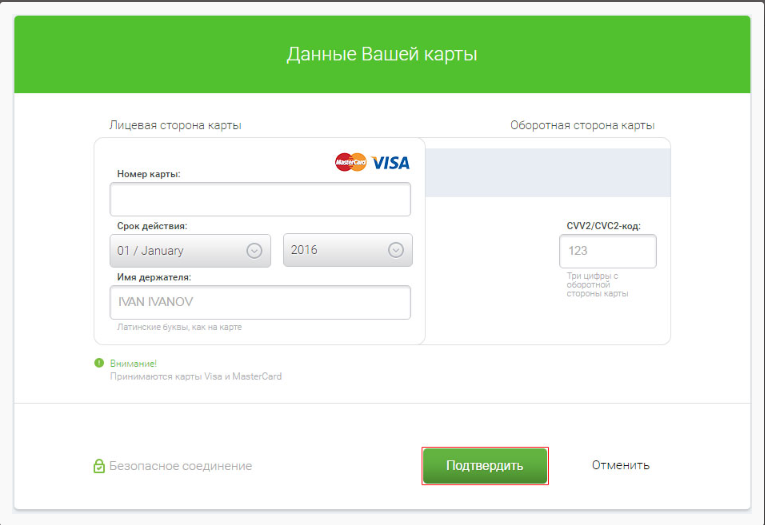 Данные Вашей карты
Лицевая сторона карты
Оборотная сторона карты
MasterCard VISA
Номер карты:
Срок действия:
01 / January
2016
Имя держателя:
IVAN IVANOV
Латинские буквы, как на карте
CVV2/CVC2-код:
123
Три цифры с
оборотной
стороны карты
Внимание!
Принимаются карты Visa и MasterCard
Безопасное соединение
Подтвердить
Отменить